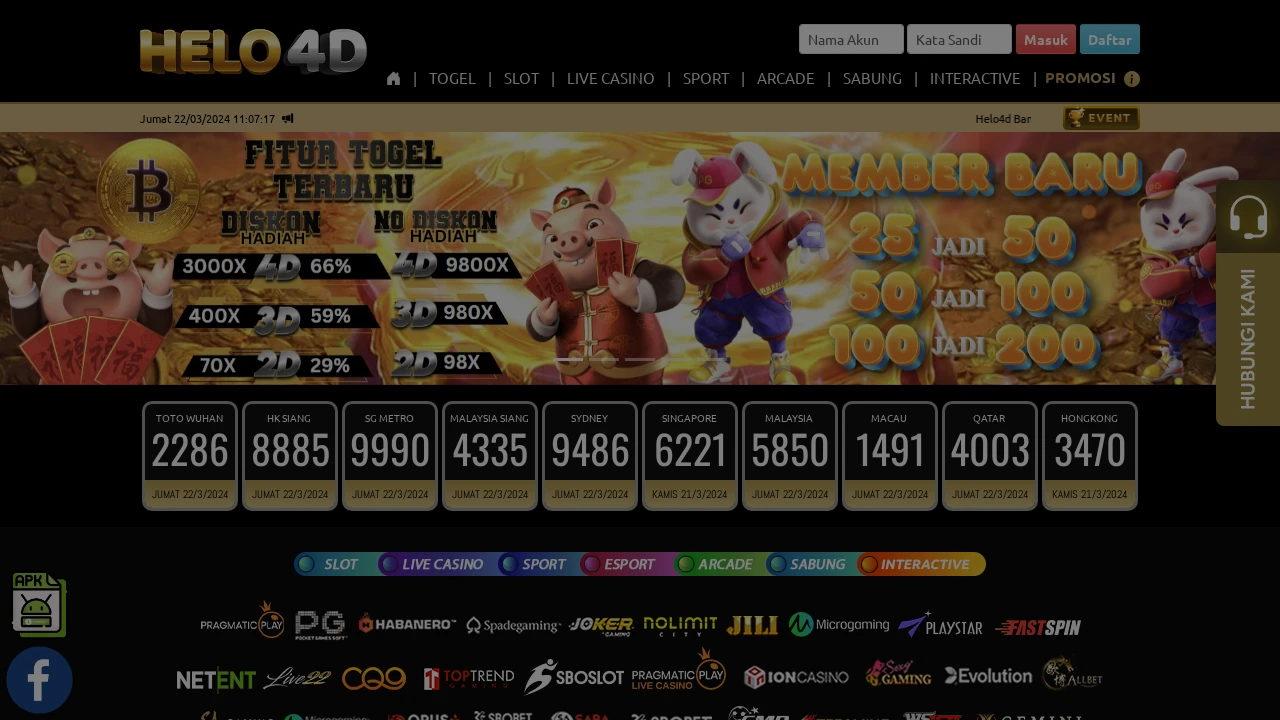 HELO4D
Nama Akun
Kata Sandi
Masuk
Daftar
| TOGEL | SLOT | LIVE CASINO | SPORT | ARCADE | SABUNG | INTERACTIVE | PROMOSI i
Jumat 22/03/2024 11:07:17
Helo4d Bar
EVENT
FITUR TOGEL
TERBARU
DISKON
HADIAH
NO DISKON
HADIAH
3000X 4D 66%
4D 9800X
400X 3D 59%
3D 980X
70X 2D 29%
2D 98X
MEMBER BARU
25 JADI 50
50 JADI 100
100 JADI 200
HUBUNGI KAMI
TOTO WUHAN
2286
JUMAT 22/3/2024
HK SIANG
8885
JUMAT 22/3/2024
SG METRO
9990
JUMAT 22/3/2024
MALAYSIA SIANG
4335
JUMAT 22/3/2024
SYDNEY
9486
JUMAT 22/3/2024
SINGAPORE
6221
KAMIS 21/3/2024
MALAYSIA
5850
JUMAT 22/3/2024
MACAU
1491
JUMAT 22/3/2024
QATAR
4003
JUMAT 22/3/2024
HONGKONG
3470
KAMIS 21/3/2024
SLOT LIVE CASINO SPORT ESPORT ARCADE SABUNG INTERACTIVE
APK
PRAGMATIC PLAY
PG
POCKET GAMES SOFT
HABANERO
Spadegaming
JOKER
GAMING
NOLIMIT
CITY
JILI
Microgaming
PLAYSTAR
FASTSPIN
NETENT
Live22
CQ9
TOPTREND
GAMING
SBOSLOT
PRAGMATIC PLAY
LIVE CASINO
IONCASINO
Sexy
GAMING
Evolution
ALLBET